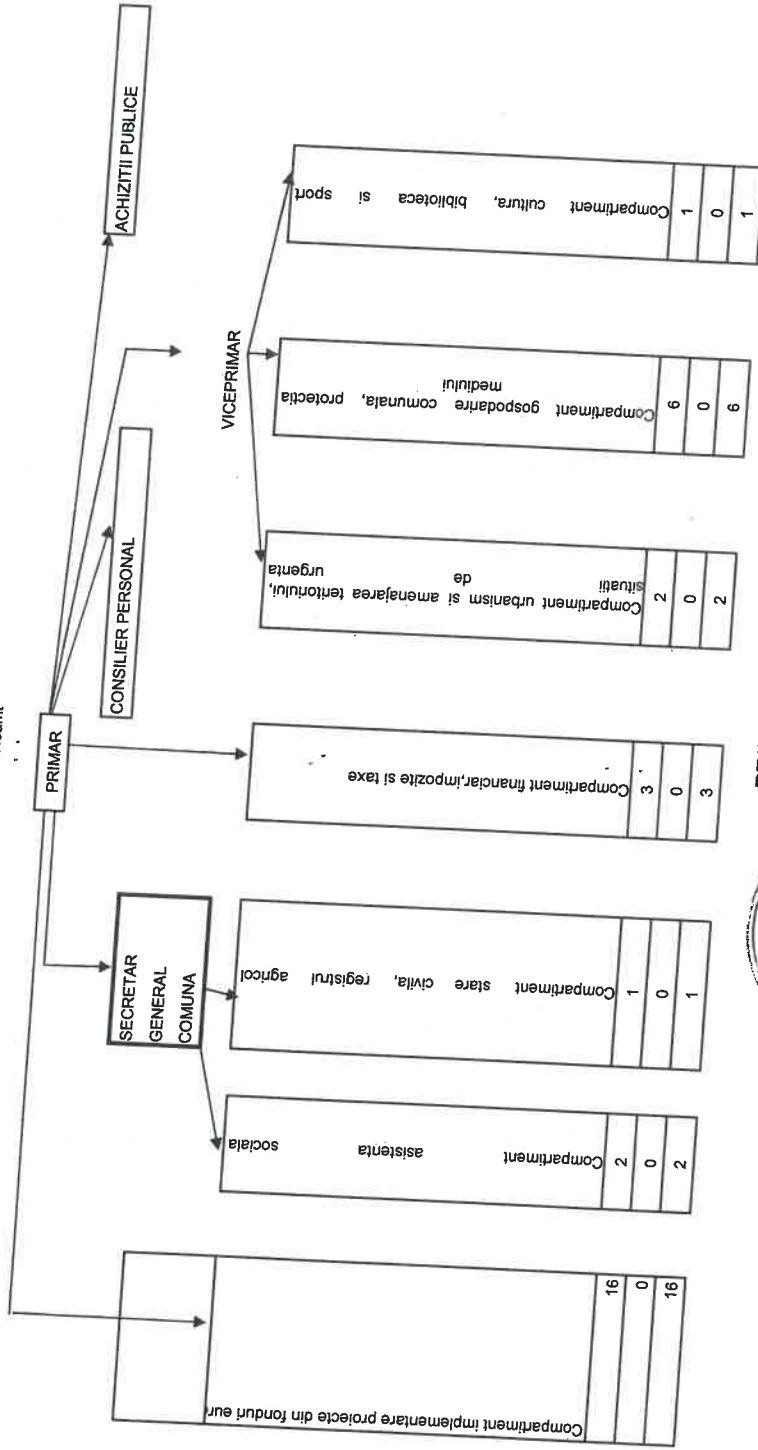 PRIMAR
ACHIZITII PUBLICE
CONSILIER PERSONAL
VICEPRIMAR
SECRETAR
GENERAL
COMUNA
Compartiment implementare proiecte din fonduri
16
0
16
Compartiment asistenta sociala
2
0
2
Compartiment stare civila, registrul agricol
1
0
1
Compartiment financiar,impozite si taxe
3
0
3
Compartiment urbanism si amenajarea teritoriului,
situatii de urgenta
2
0
2
Compartiment gospodarire comunala, protectia
mediului
6
0
6
Compartiment cultura, biblioteca si sport
1
0
1